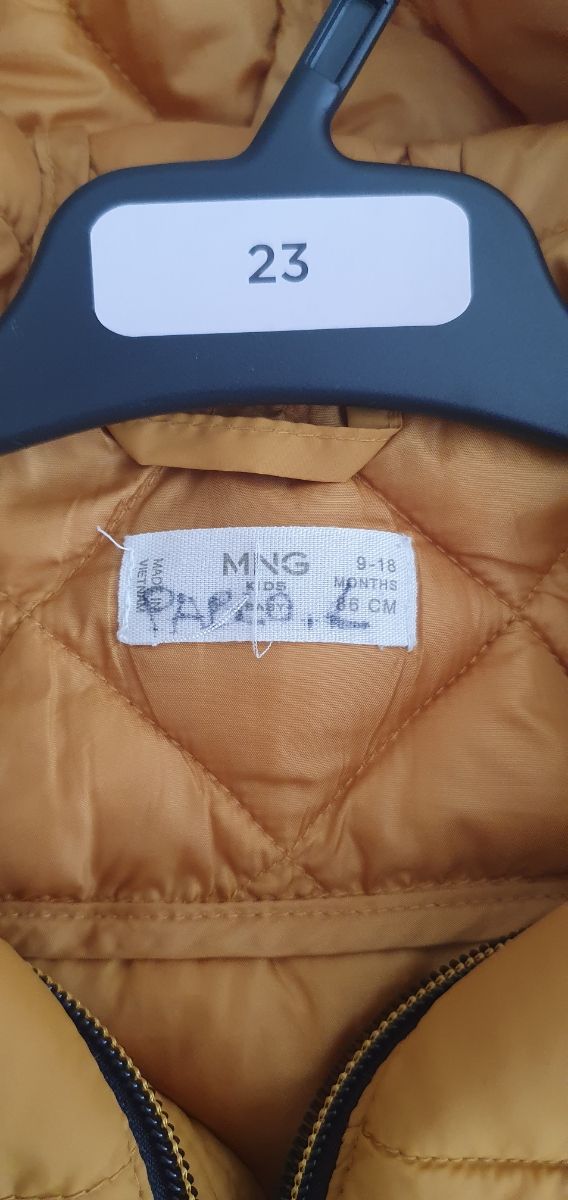 23
MNG
KIDS
BABY
9-18
MONTHS
86 CM
MADE IN
VIETNAM
PABLO.L